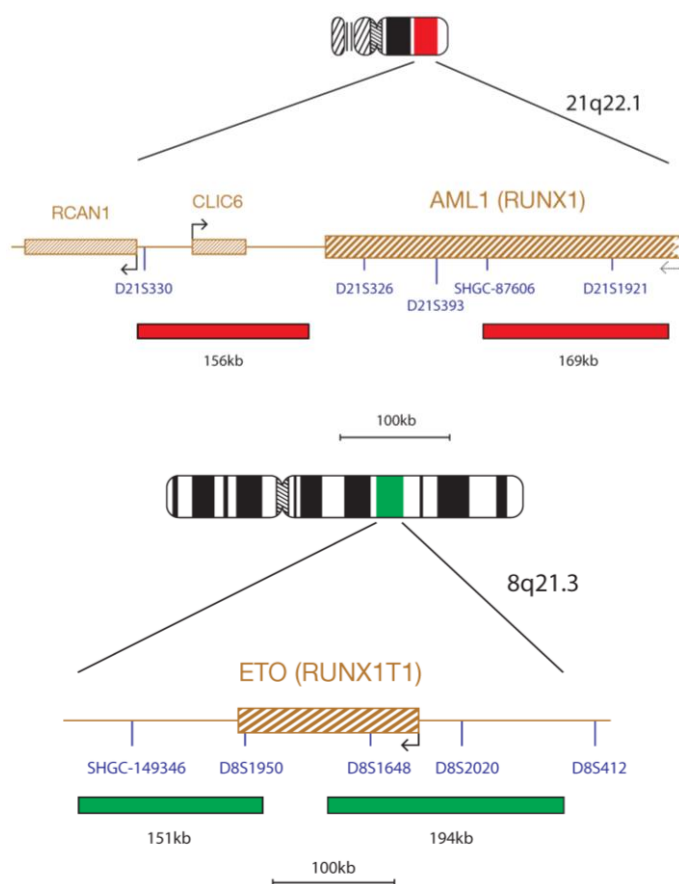 21q22.1
RCAN1
CLIC6
AML1 (RUNX1)
D21S330
D21S326
D21S393
SHGC-87606
D21S1921
156kb
169kb
100kb
8q21.3
ETO (RUNX1T1)
SHGC-149346
D8S1950
D8S1648
D8S2020
D8S412
151kb
194kb
100kb